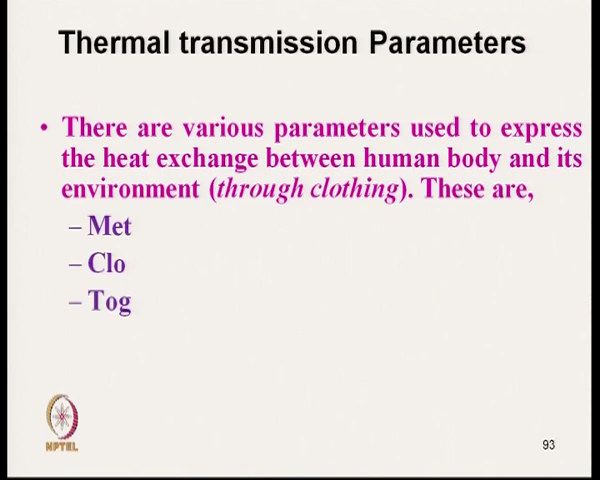 Thermal transmission Parameters
• There are various parameters used to express
the heat exchange between human body and its
environment (through clothing). These are,
– Met
– Clo
– Tog
NPTEL
93